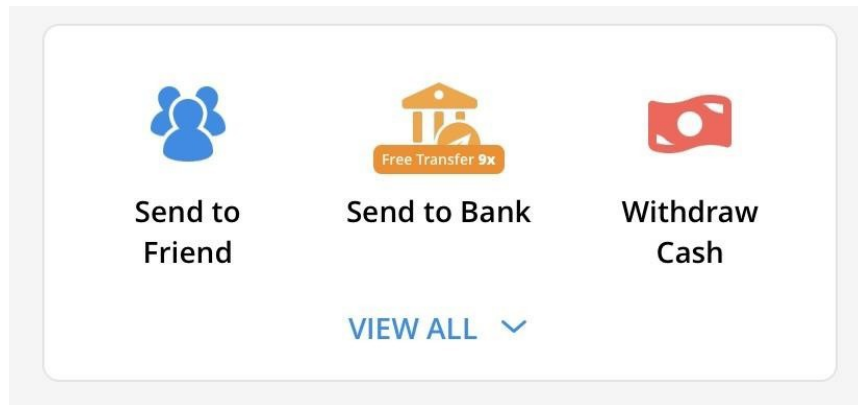 Free Transfer 9x
Send to
Friend
Send to Bank
Withdraw
Cash
VIEW ALL